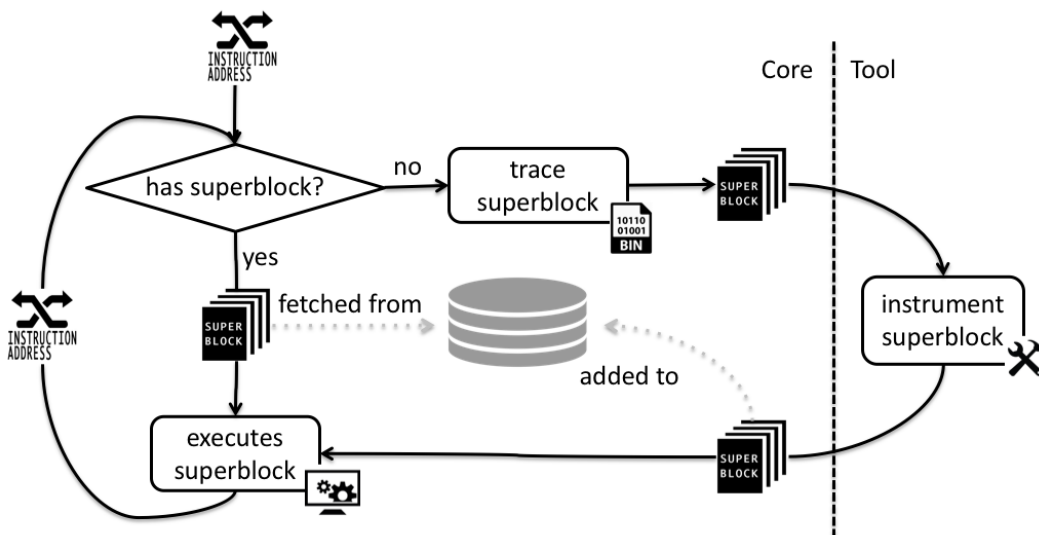 INSTRUCTION
ADDRESS
Core
Tool
has superblock?
no
trace
superblock
10110
01001
BIN
SUPER
BLOCK
yes
INSTRUCTION
ADDRESS
SUPER
BLOCK
fetched from
instrument
superblock
added to
executes
superblock
SUPER
BLOCK